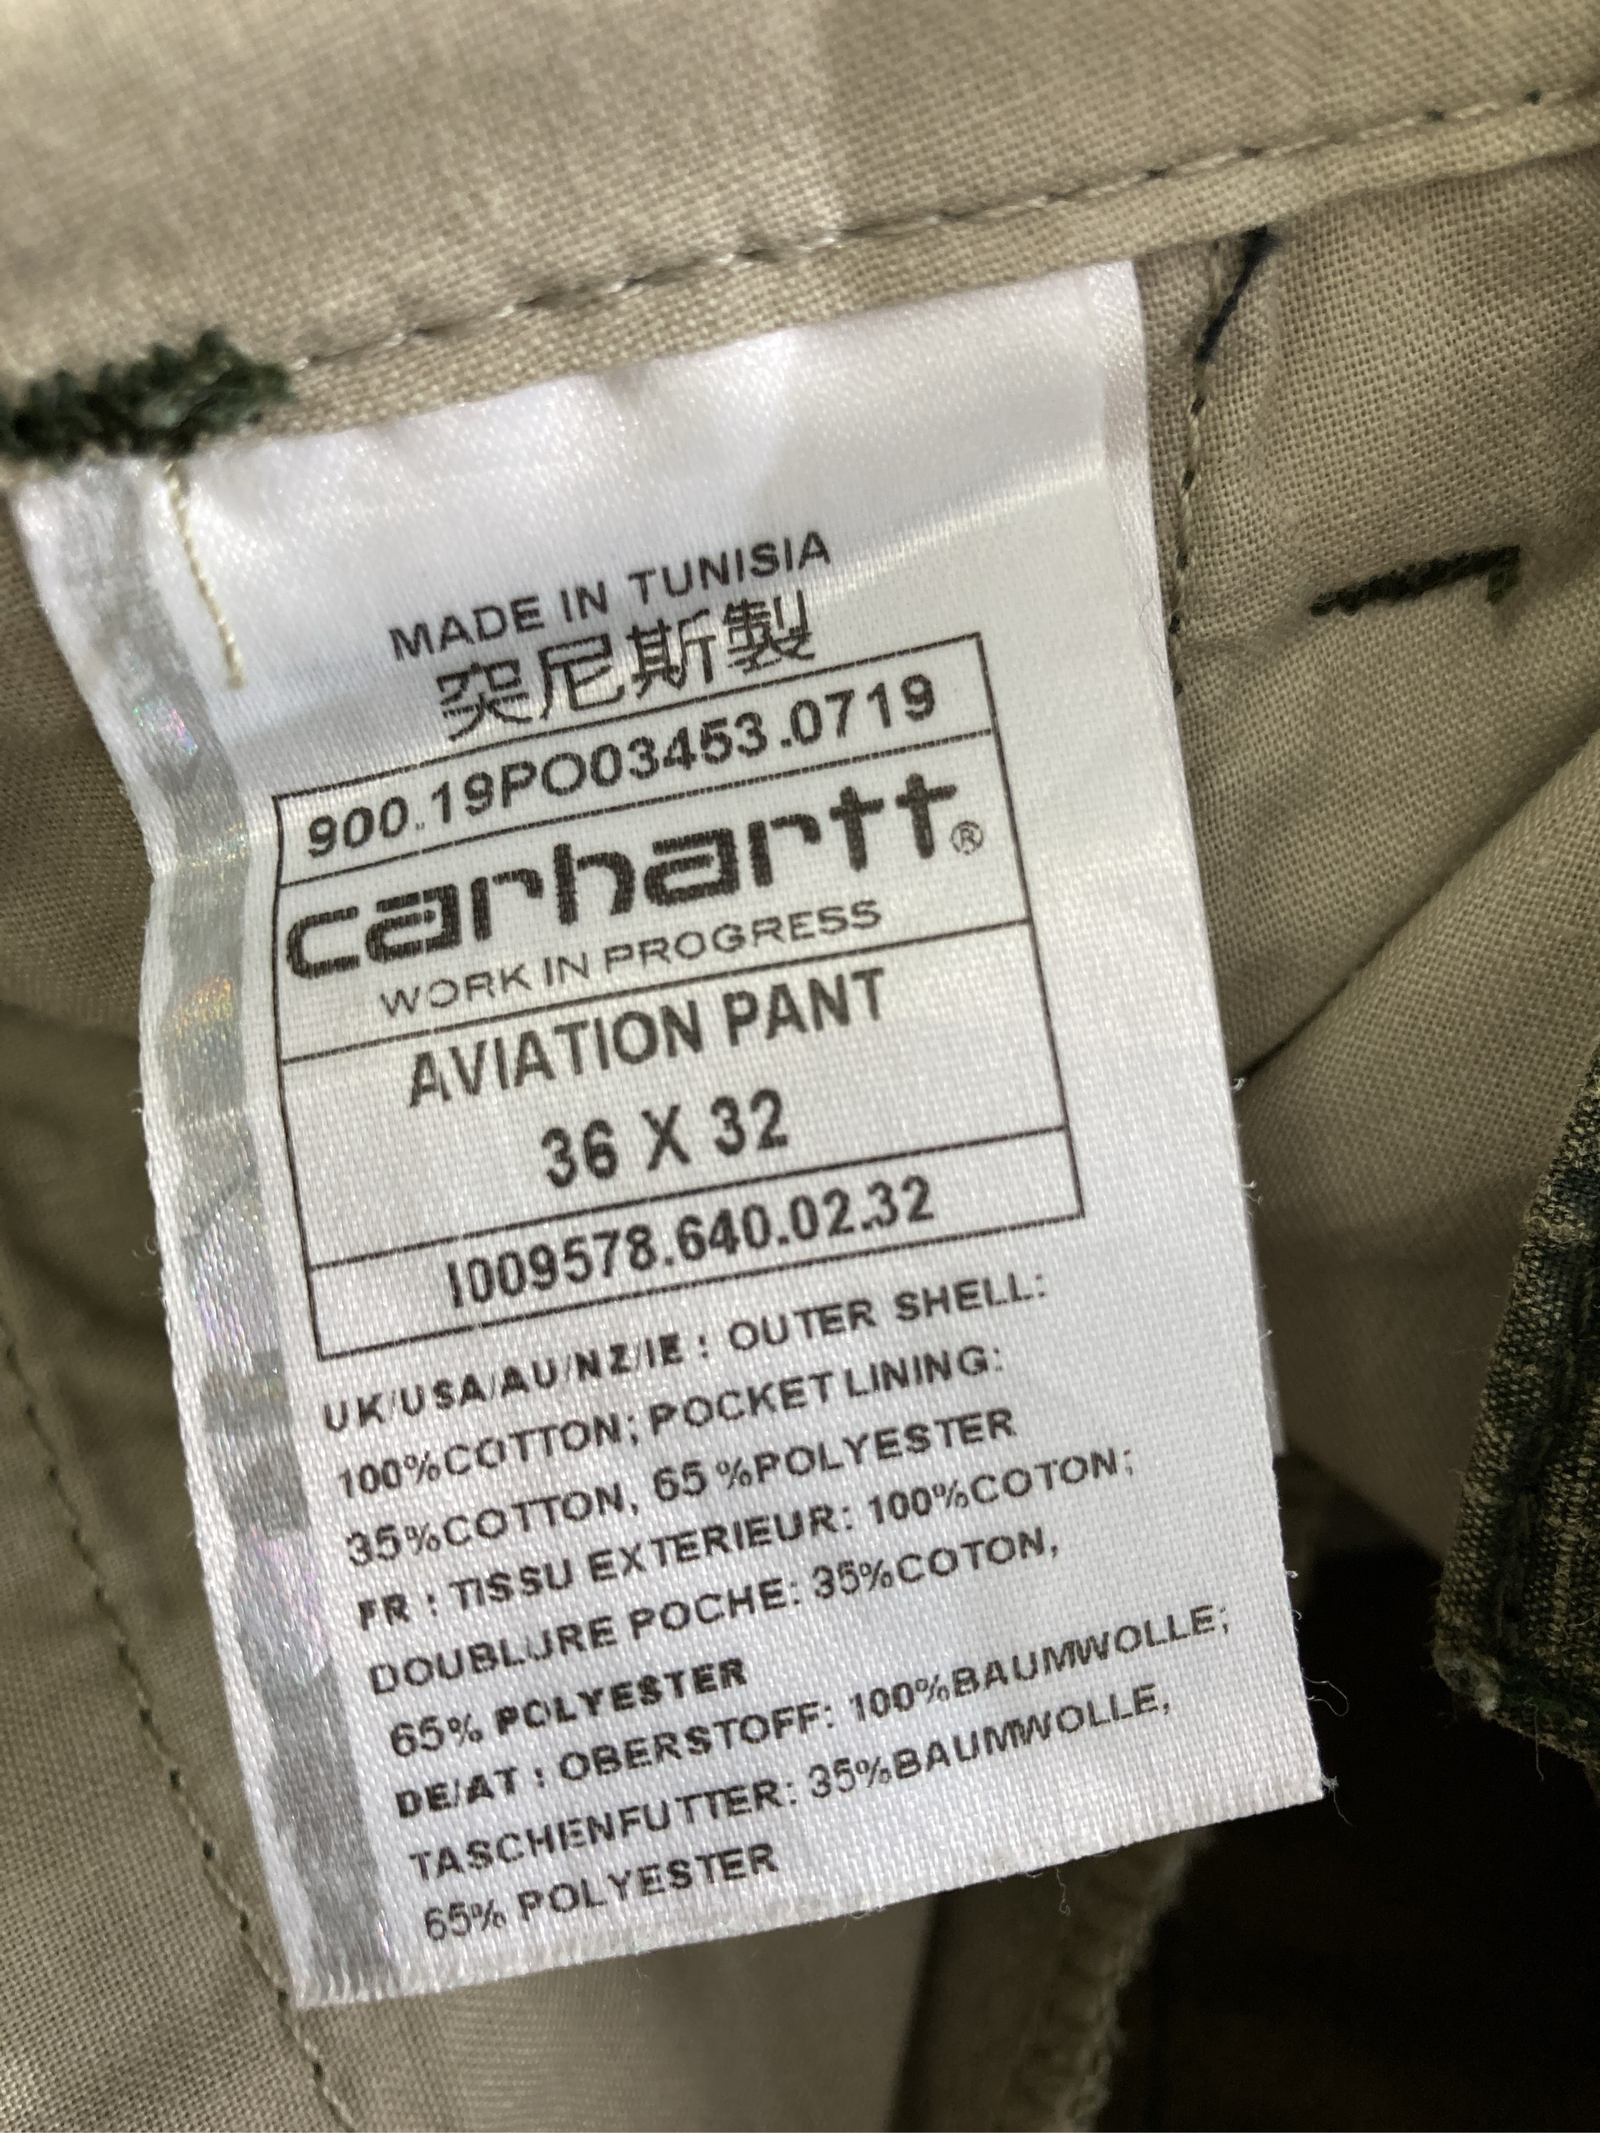 MADE IN TUNISIA
突尼斯製
900.19PO03453.0719
carhartt®
WORK IN PROGRESS
AVIATION PANT
36 X 32
I009578.640.02.32
UK/USA/AU/NZ/IE : OUTER SHELL:
100%COTTON; POCKET LINING:
35%COTTON, 65%POLYESTER
FR : TISSU EXTERIEUR: 100%COTON;
DOUBLURE POCHE: 35%COTON,
65% POLYESTER
DE/AT : OBERSTOFF: 100%BAUMWOLLE;
TASCHENFUTTER: 35%BAUMWOLLE,
65% POLYESTER